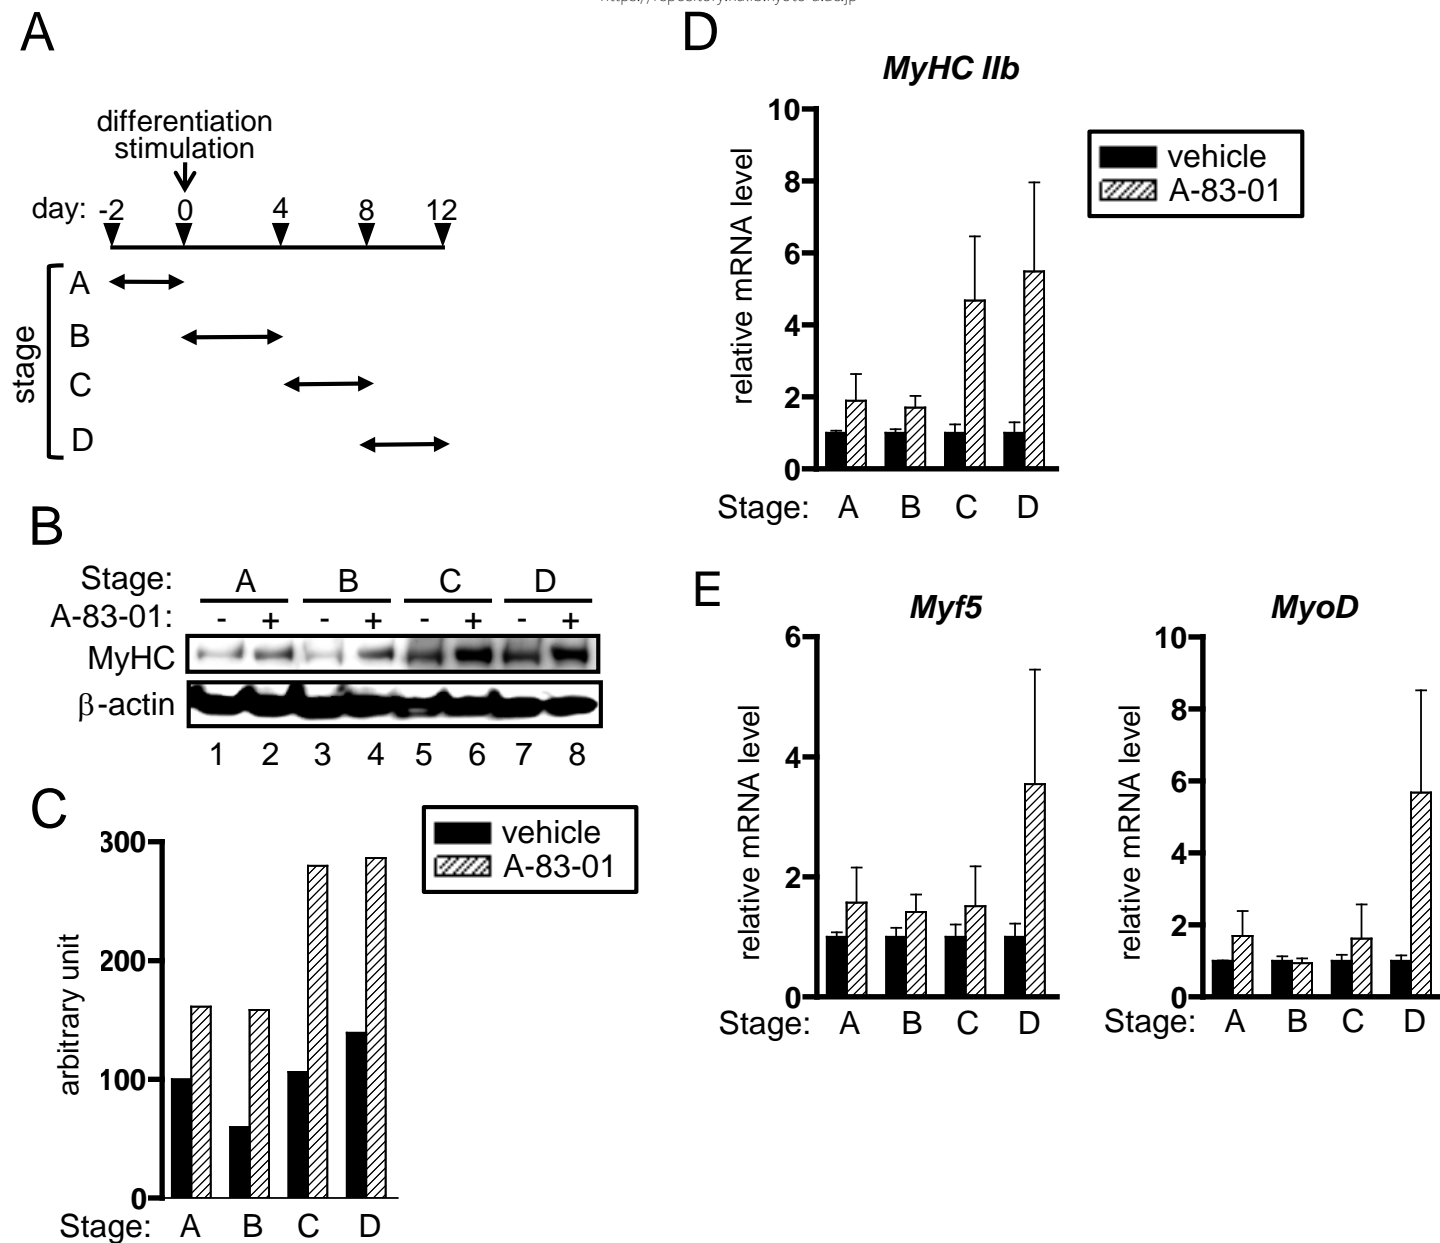 A
differentiation
stimulation
day: -2 0 4 8 12
stage
A
B
C
D
B
Stage: A B C D
A-83-01: - + - + - + - +
MyHC
β-actin
1 2 3 4 5 6 7 8
C
vehicle
A-83-01
arbitrary unit
300
200
100
0
Stage: A B C D
D
MyHC IIb
vehicle
A-83-01
relative mRNA level
10
8
6
4
2
0
Stage: A B C D
E
Myf5
relative mRNA level
6
4
2
0
Stage: A B C D
MyoD
relative mRNA level
10
8
6
4
2
0
Stage: A B C D